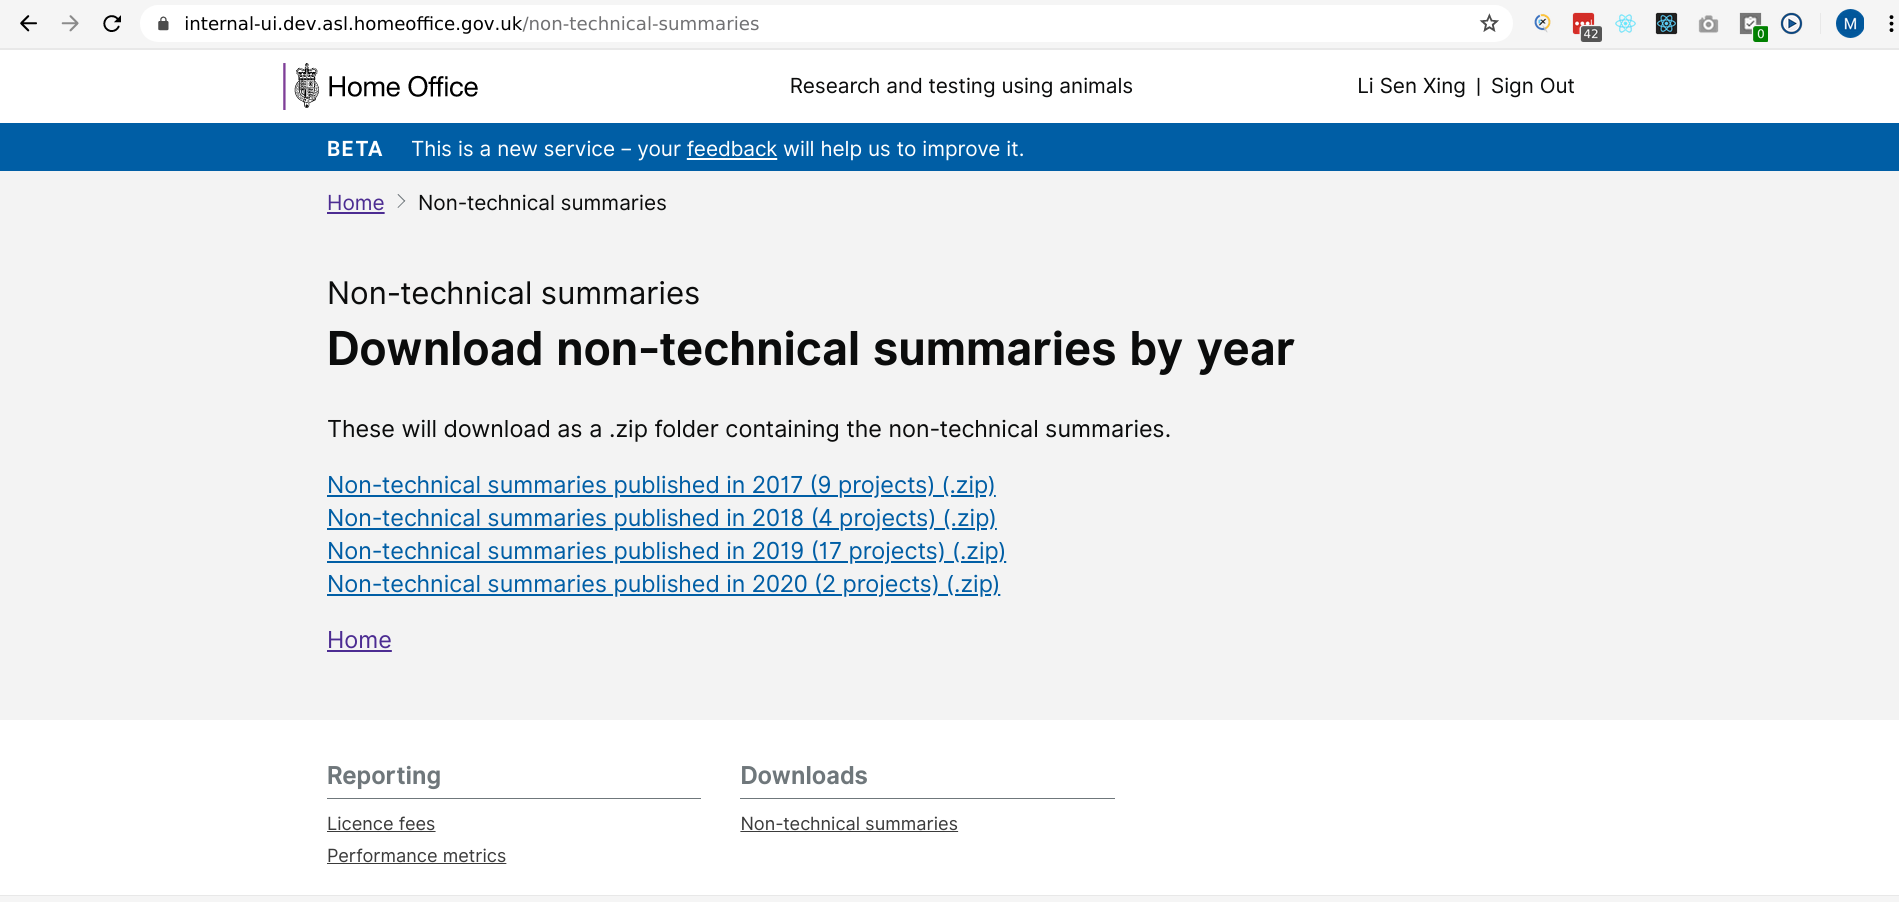 internal-ui.dev.asl.homeoffice.gov.uk/non-technical-summaries
42
0
M
Home Office
Research and testing using animals
Li Sen Xing | Sign Out
BETA This is a new service – your feedback will help us to improve it.
Home > Non-technical summaries
Non-technical summaries
Download non-technical summaries by year
These will download as a .zip folder containing the non-technical summaries.
Non-technical summaries published in 2017 (9 projects) (.zip)
Non-technical summaries published in 2018 (4 projects) (.zip)
Non-technical summaries published in 2019 (17 projects) (.zip)
Non-technical summaries published in 2020 (2 projects) (.zip)
Home
Reporting
Licence fees
Performance metrics
Downloads
Non-technical summaries